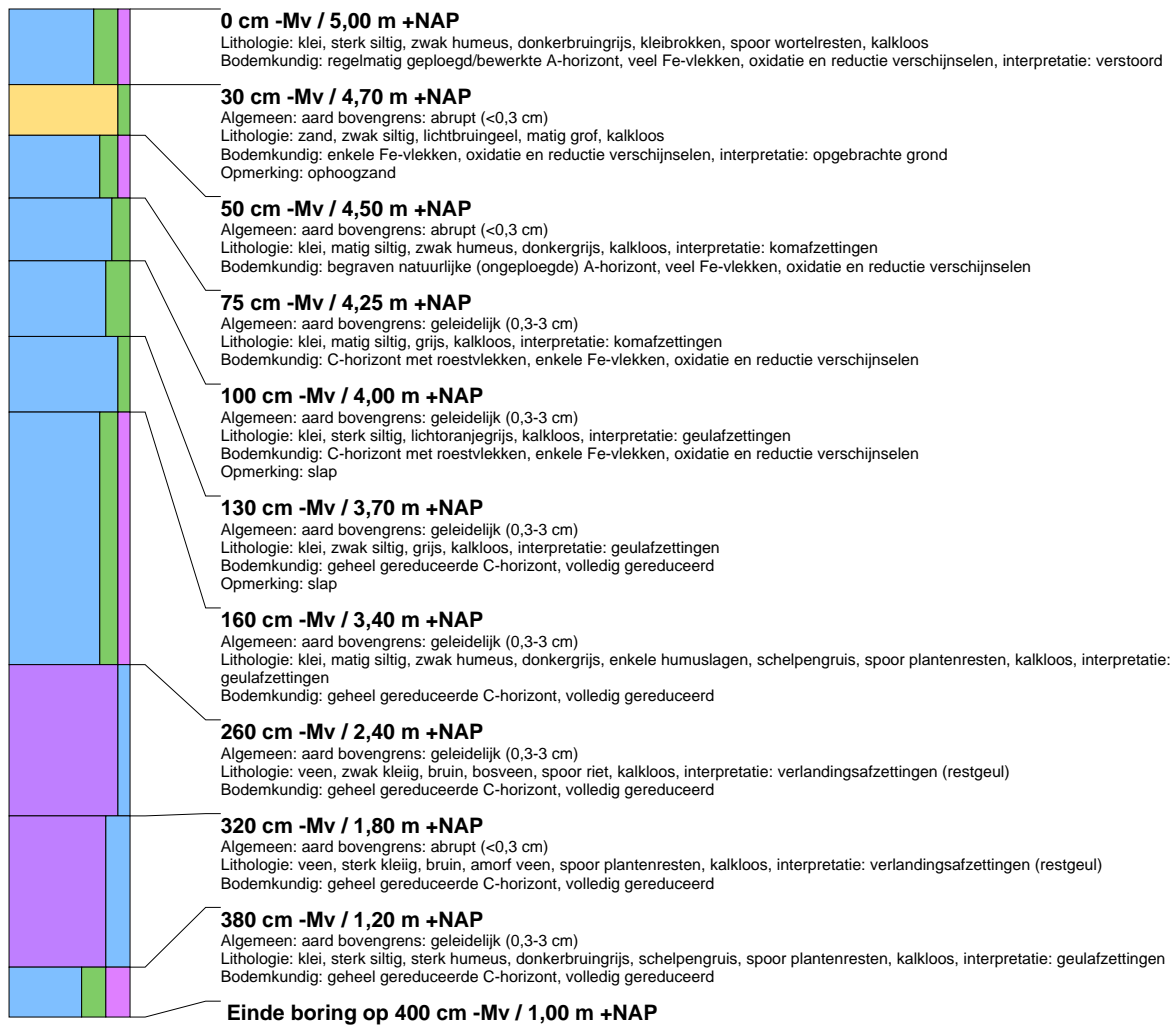 0 cm -Mv / 5,00 m +NAP
Lithologie: klei, sterk siltig, zwak humeus, donkerbruingrijs, kleibrokken, spoor wortelresten, kalkloos
Bodemkundig: regelmatig geploegd/bewerkte A-horizont, veel Fe-vlekken, oxidatie en reductie verschijnselen, interpretatie: verstoord
30 cm -Mv / 4,70 m +NAP
Algemeen: aard bovengrens: abrupt (<0,3 cm)
Lithologie: zand, zwak siltig, lichtbruingeel, matig grof, kalkloos
Bodemkundig: enkele Fe-vlekken, oxidatie en reductie verschijnselen, interpretatie: opgebrachte grond
Opmerking: ophoogzand
50 cm -Mv / 4,50 m +NAP
Algemeen: aard bovengrens: abrupt (<0,3 cm)
Lithologie: klei, matig siltig, zwak humeus, donkergrijs, kalkloos, interpretatie: komafzettingen
Bodemkundig: begraven natuurlijke (ongeploegde) A-horizont, veel Fe-vlekken, oxidatie en reductie verschijnselen
75 cm -Mv / 4,25 m +NAP
Algemeen: aard bovengrens: geleidelijk (0,3-3 cm)
Lithologie: klei, matig siltig, grijs, kalkloos, interpretatie: komafzettingen
Bodemkundig: C-horizont met roestvlekken, enkele Fe-vlekken, oxidatie en reductie verschijnselen
100 cm -Mv / 4,00 m +NAP
Algemeen: aard bovengrens: geleidelijk (0,3-3 cm)
Lithologie: klei, sterk siltig, lichtoranjegrijs, kalkloos, interpretatie: geulafzettingen
Bodemkundig: C-horizont met roestvlekken, enkele Fe-vlekken, oxidatie en reductie verschijnselen
Opmerking: slap
130 cm -Mv / 3,70 m +NAP
Algemeen: aard bovengrens: geleidelijk (0,3-3 cm)
Lithologie: klei, zwak siltig, grijs, kalkloos, interpretatie: geulafzettingen
Bodemkundig: geheel gereduceerde C-horizont, volledig gereduceerd
Opmerking: slap
160 cm -Mv / 3,40 m +NAP
Algemeen: aard bovengrens: geleidelijk (0,3-3 cm)
Lithologie: klei, matig siltig, zwak humeus, donkergrijs, enkele humuslagen, schelpengruis, spoor plantenresten, kalkloos, interpretatie:
geulafzettingen
Bodemkundig: geheel gereduceerde C-horizont, volledig gereduceerd
260 cm -Mv / 2,40 m +NAP
Algemeen: aard bovengrens: geleidelijk (0,3-3 cm)
Lithologie: veen, zwak kleiig, bruin, bosveen, spoor riet, kalkloos, interpretatie: verlandingsafzettingen (restgeul)
Bodemkundig: geheel gereduceerde C-horizont, volledig gereduceerd
320 cm -Mv / 1,80 m +NAP
Algemeen: aard bovengrens: abrupt (<0,3 cm)
Lithologie: veen, sterk kleiig, bruin, amorf veen, spoor plantenresten, kalkloos, interpretatie: verlandingsafzettingen (restgeul)
Bodemkundig: geheel gereduceerde C-horizont, volledig gereduceerd
380 cm -Mv / 1,20 m +NAP
Algemeen: aard bovengrens: geleidelijk (0,3-3 cm)
Lithologie: klei, sterk siltig, sterk humeus, donkerbruingrijs, schelpengruis, spoor plantenresten, kalkloos, interpretatie: geulafzettingen
Bodemkundig: geheel gereduceerde C-horizont, volledig gereduceerd
Einde boring op 400 cm -Mv / 1,00 m +NAP